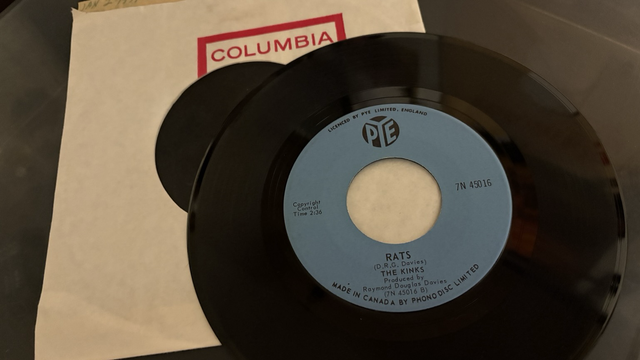 COLUMBIA
LICENCED BY PYE LIMITED, ENGLAND
PYE
7N 45016
Copyright
Control
Time 2:36
RATS
(D.R.G. Davies)
THE KINKS
Produced by
Raymond Douglas Davies
(7N 45016 B)
MADE IN CANADA BY PHONODISC LIMITED